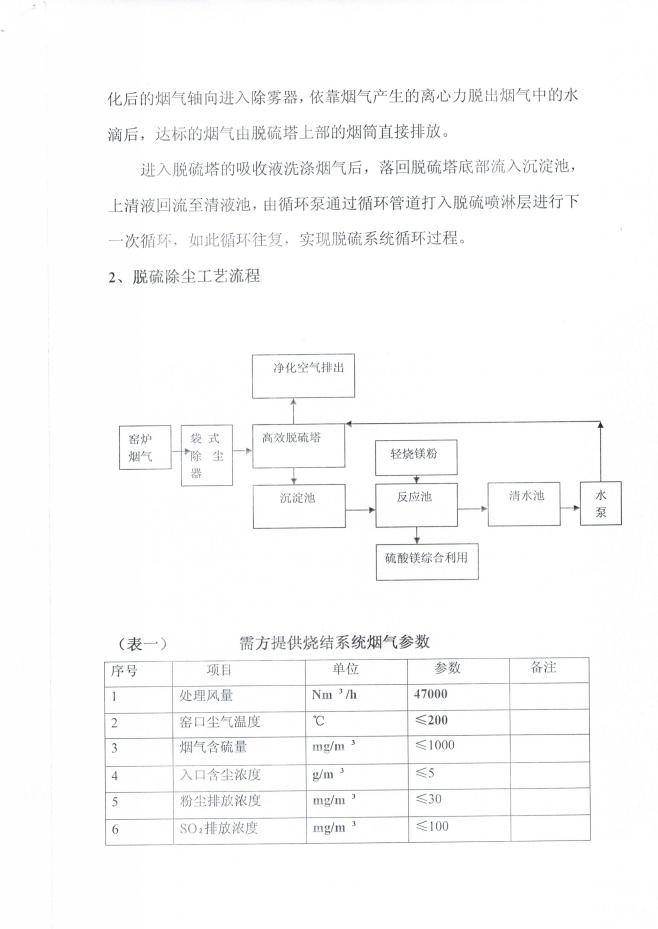 化后的烟气轴向进入除雾器，依靠烟气产生的离心力脱出烟气中的水
滴后，达标的烟气由脱硫塔上部的烟筒直接排放。
进入脱硫塔的吸收液洗涤烟气后，落回脱硫塔底部流入沉淀池，
上清液回流至清液池，由循环泵通过循环管道打入脱硫喷淋层进行下
一次循环，如此循环往复，实现脱硫系统循环过程。
2、脱硫除尘工艺流程
净化空气排出
窑炉
烟气
袋 式
除 尘
器
高效脱硫塔
轻烧镁粉
沉淀池
反应池
清水池
水
泵
硫酸镁综合利用
（表一） 需方提供烧结系统烟气参数
序号 项目 单位 参数 备注
1 处理风量 Nm ³/h 47000
2 窑口尘气温度 ℃ ≤200
3 烟气含硫量 mg/m ³ ≤1000
4 入口含尘浓度 g/m ³ ≤5
5 粉尘排放浓度 mg/m ³ ≤30
6 SO₂排放浓度 mg/m ³ ≤100